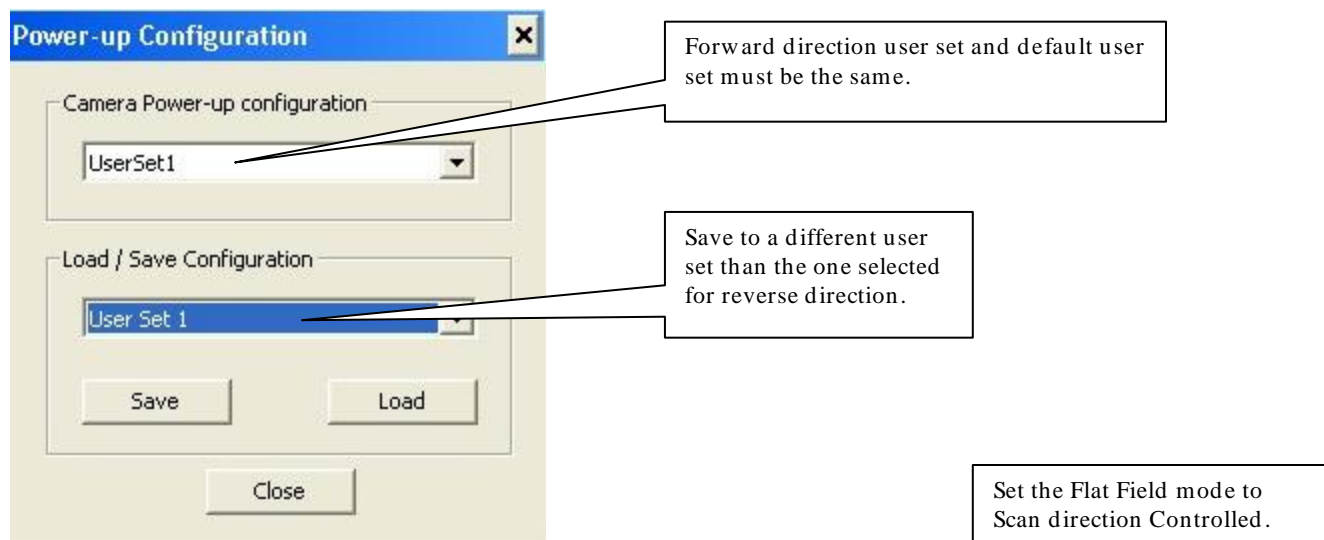 Power-up Configuration
Camera Power-up configuration
UserSet1
Load / Save Configuration
User Set 1
Save
Load
Close
Forward direction user set and default user
set must be the same.
Save to a different user
set than the one selected
for reverse direction.
Set the Flat Field mode to
Scan direction Controlled.